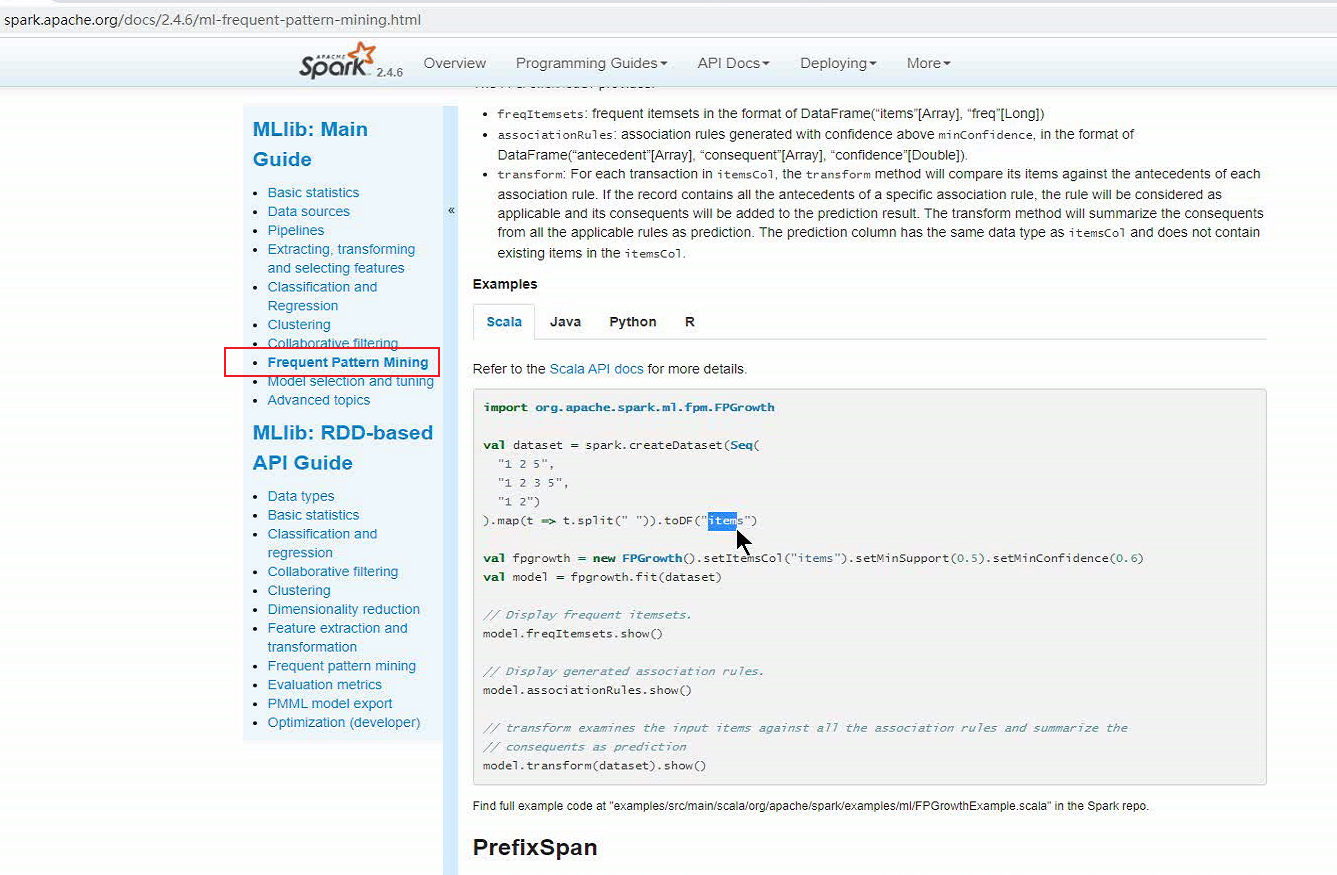 spark.apache.org/docs/2.4.6/ml-frequent-pattern-mining.html
APACHE Spark 2.4.6 Overview Programming Guides API Docs Deploying More
MLlib: Main
Guide
Basic statistics
Data sources
Pipelines
Extracting, transforming
and selecting features
Classification and
Regression
Clustering
Collaborative filtering
Frequent Pattern Mining
Model selection and tuning
Advanced topics
MLlib: RDD-based
API Guide
Data types
Basic statistics
Classification and
regression
Collaborative filtering
Clustering
Dimensionality reduction
Feature extraction and
transformation
Frequent pattern mining
Evaluation metrics
PMML model export
Optimization (developer)
«
freqItemsets: frequent itemsets in the format of DataFrame(“items”[Array], “freq”[Long])
associationRules: association rules generated with confidence above minConfidence, in the format of
DataFrame(“antecedent”[Array], “consequent”[Array], “confidence”[Double]).
transform: For each transaction in itemsCol, the transform method will compare its items against the antecedents of each
association rule. If the record contains all the antecedents of a specific association rule, the rule will be considered as
applicable and its consequents will be added to the prediction result. The transform method will summarize the consequents
from all the applicable rules as prediction. The prediction column has the same data type as itemsCol and does not contain
existing items in the itemsCol.
Examples
Scala Java Python R
Refer to the Scala API docs for more details.
import org.apache.spark.ml.fpm.FPGrowth
val dataset = spark.createDataset(Seq(
"1 2 5",
"1 2 3 5",
"1 2")
).map(t => t.split(" ")).toDF("items")
val fpgrowth = new FPGrowth().setItemsCol("items").setMinSupport(0.5).setMinConfidence(0.6)
val model = fpgrowth.fit(dataset)
// Display frequent itemsets.
model.freqItemsets.show()
// Display generated association rules.
model.associationRules.show()
// transform examines the input items against all the association rules and summarize the
// consequents as prediction
model.transform(dataset).show()
Find full example code at "examples/src/main/scala/org/apache/spark/examples/ml/FPGrowthExample.scala" in the Spark repo.
PrefixSpan